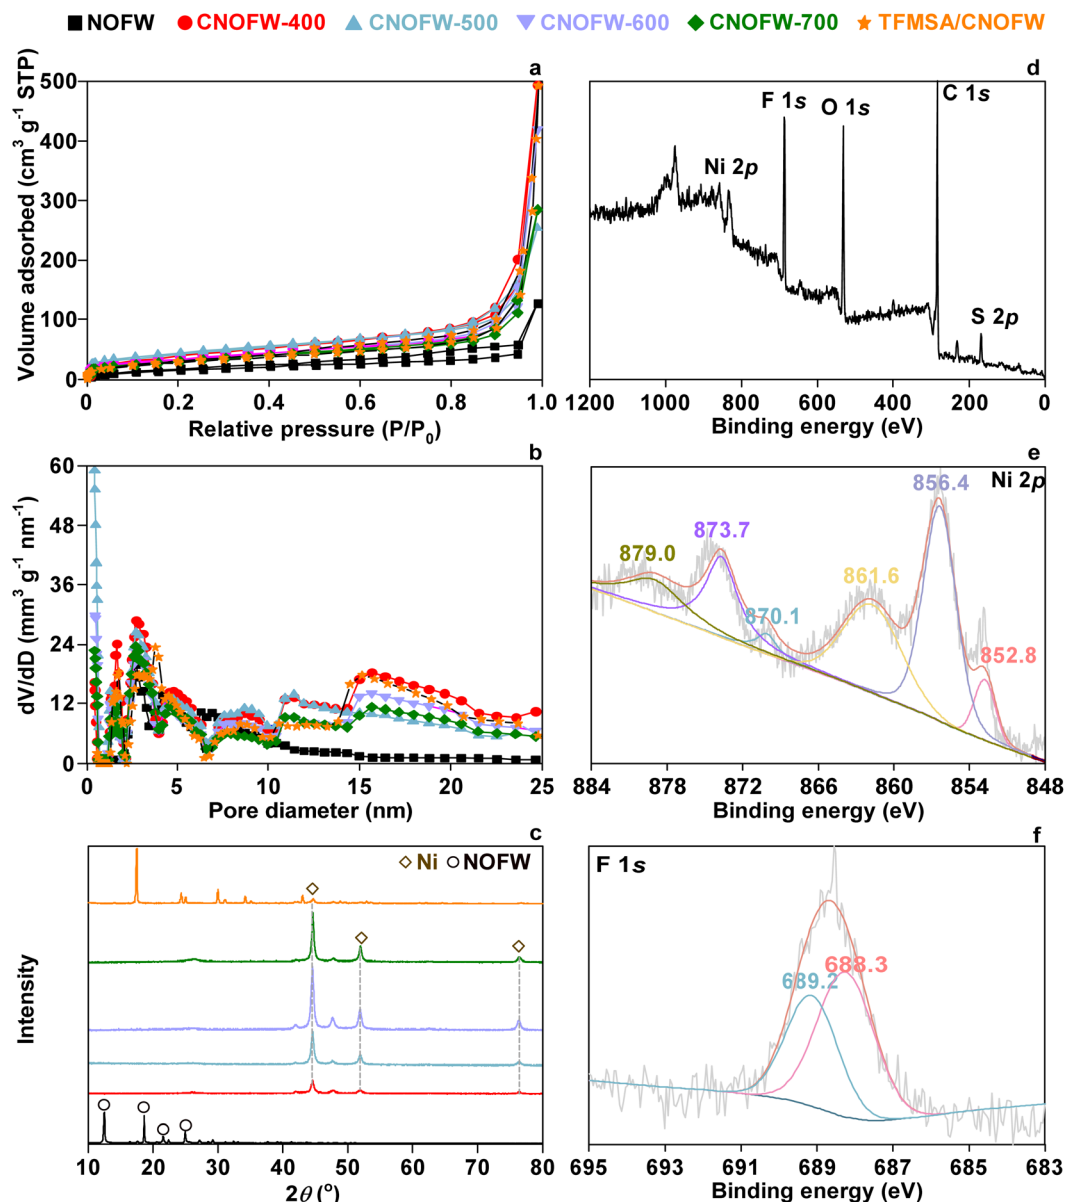 NOFW CNOFW-400 CNOFW-500 CNOFW-600 CNOFW-700 TFMSA/CNOFW
a
Volume adsorbed (cm³ g⁻¹ STP)
500
400
300
200
100
0
0 0.2 0.4 0.6 0.8 1.0
Relative pressure (P/P₀)
d
F 1s
O 1s
C 1s
Ni 2p
S 2p
1200 1000 800 600 400 200 0
Binding energy (eV)
b
dV/dD (mm³ g⁻¹ nm⁻¹)
60
48
36
24
12
0
0 5 10 15 20 25
Pore diameter (nm)
e
Ni 2p
856.4
873.7
879.0
861.6
870.1
852.8
884 878 872 866 860 854 848
Binding energy (eV)
c
Ni NOFW
Intensity
10 20 30 40 50 60 70 80
2θ (°)
f
F 1s
688.3
689.2
695 693 691 689 687 685 683
Binding energy (eV)